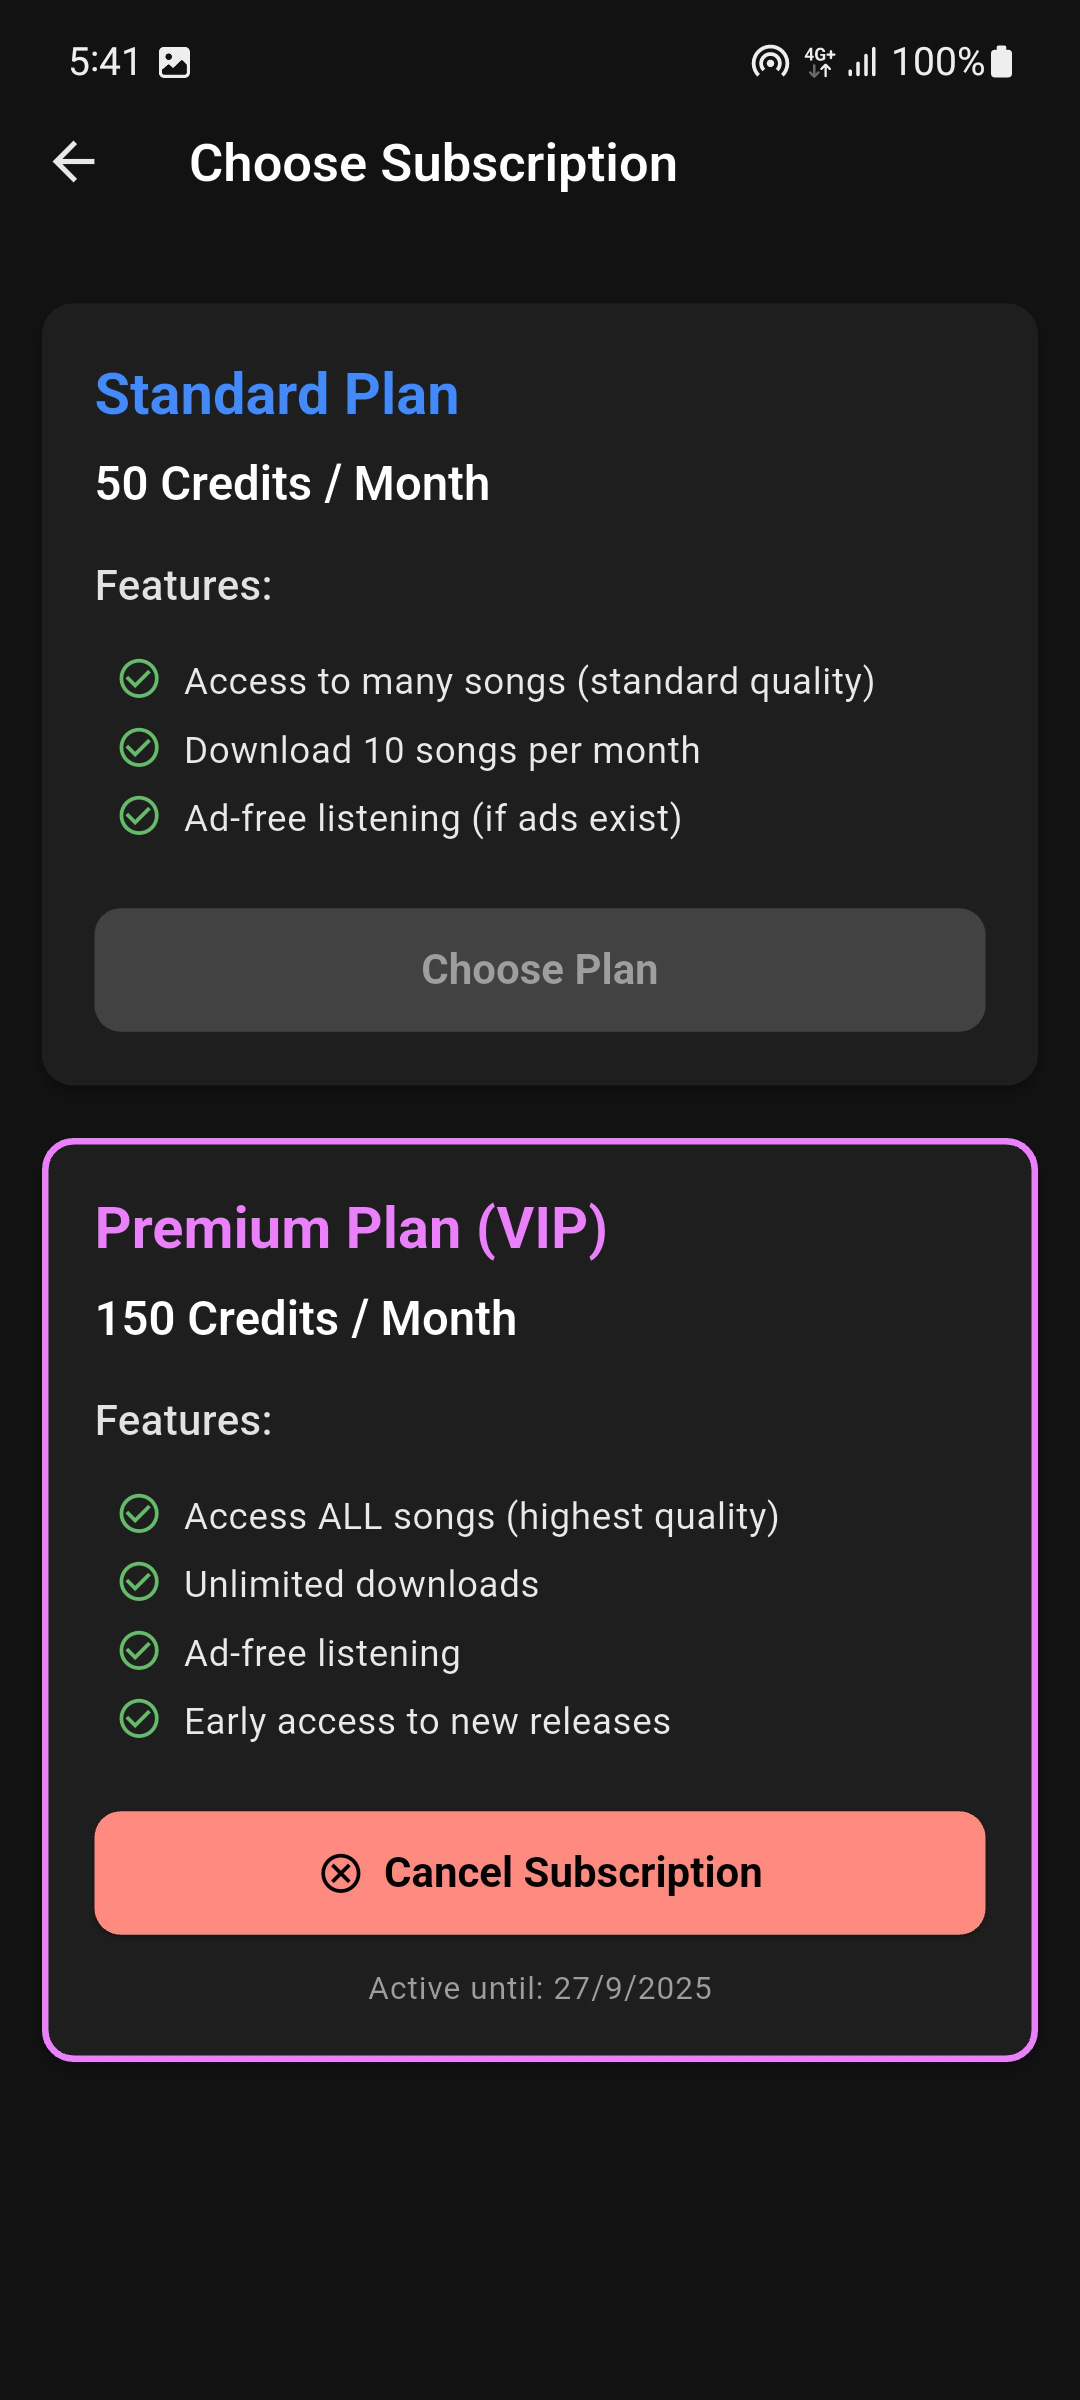 5:41
4G+ 100%
Choose Subscription
Standard Plan
50 Credits / Month
Features:
Access to many songs (standard quality)
Download 10 songs per month
Ad-free listening (if ads exist)
Choose Plan
Premium Plan (VIP)
150 Credits / Month
Features:
Access ALL songs (highest quality)
Unlimited downloads
Ad-free listening
Early access to new releases
Cancel Subscription
Active until: 27/9/2025